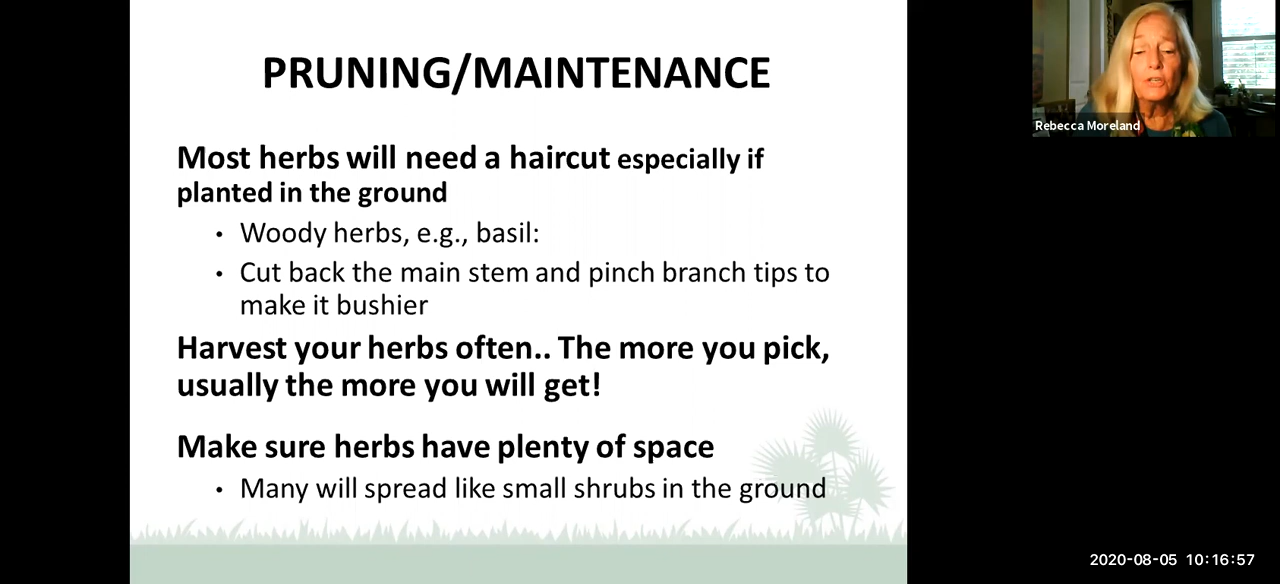 PRUNING/MAINTENANCE
Most herbs will need a haircut especially if
planted in the ground
• Woody herbs, e.g., basil:
• Cut back the main stem and pinch branch tips to
make it bushier
Harvest your herbs often.. The more you pick,
usually the more you will get!
Make sure herbs have plenty of space
• Many will spread like small shrubs in the ground
Rebecca Moreland
2020-08-05 10:16:57